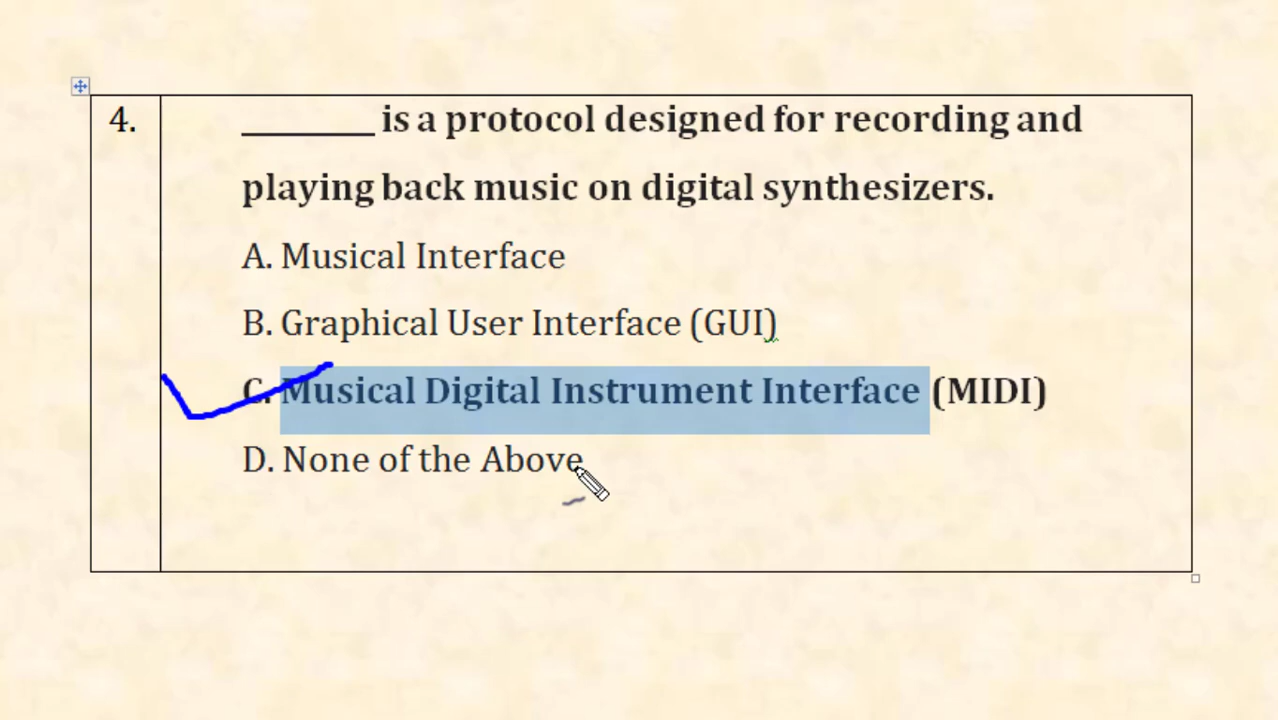 4.
________ is a protocol designed for recording and
playing back music on digital synthesizers.
A. Musical Interface
B. Graphical User Interface (GUI)
C. Musical Digital Instrument Interface (MIDI)
D. None of the Above